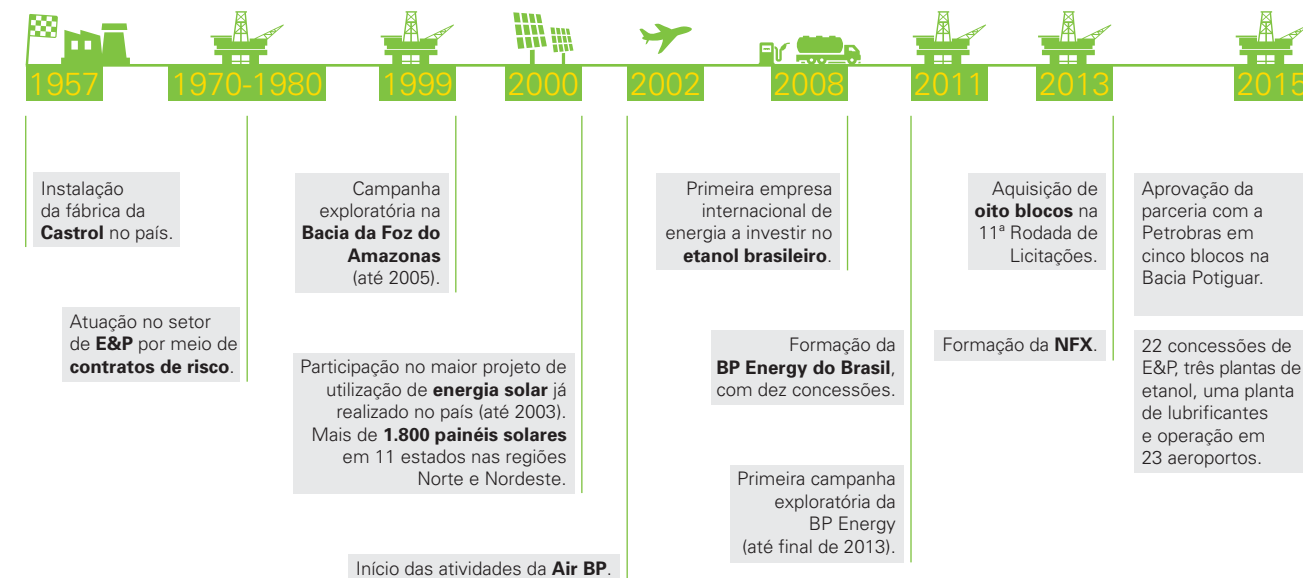 1957
1970-1980
1999
2000
2002
2008
2011
2013
2015
Instalação
da fábrica da
Castrol no país.
Atuação no setor
de E&P por meio de
contratos de risco.
Campanha
exploratória na
Bacia da Foz do
Amazonas
(até 2005).
Participação no maior projeto de
utilização de energia solar já
realizado no país (até 2003).
Mais de 1.800 painéis solares
em 11 estados nas regiões
Norte e Nordeste.
Início das atividades da Air BP.
Primeira empresa
internacional de
energia a investir no
etanol brasileiro.
Formação da
BP Energy do Brasil,
com dez concessões.
Primeira campanha
exploratória da
BP Energy
(até final de 2013).
Aquisição de
oito blocos na
11ª Rodada de
Licitações.
Formação da NFX.
Aprovação da
parceria com a
Petrobras em
cinco blocos na
Bacia Potiguar.
22 concessões de
E&P, três plantas de
etanol, uma planta
de lubrificantes
e operação em
23 aeroportos.